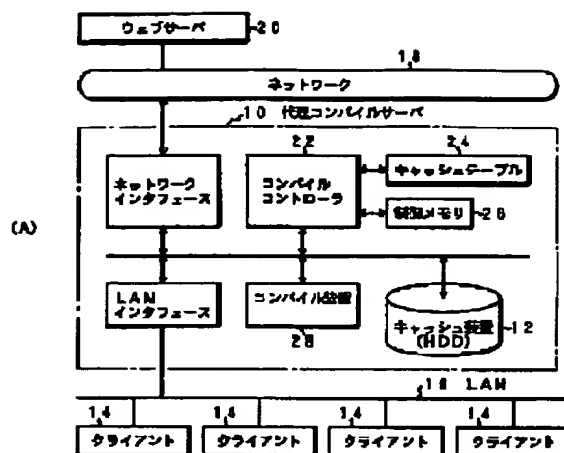 ウェブサーバ 20
18
ネットワーク
10 代理コンパイルサーバ
22
24
ネットワーク
インタフェース
コンパイル
コントローラ
キャッシュテーブル
制御メモリ 26
(A)
LAN
インタフェース
コンパイル装置
28
キャッシュ装置
(HDD)
12
16 LAN
14 14 14 14
クライアント クライアント クライアント クライアント